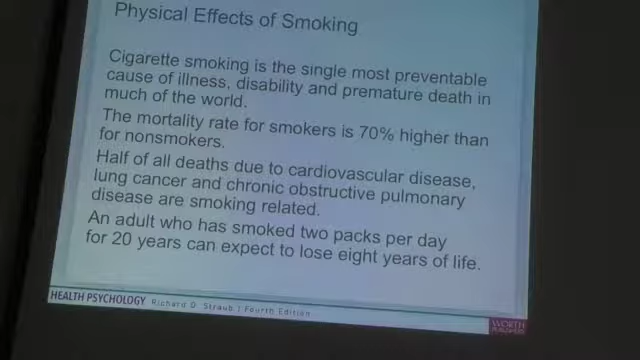 Physical Effects of Smoking
Cigarette smoking is the single most preventable
cause of illness, disability and premature death in
much of the world.
The mortality rate for smokers is 70% higher than
for nonsmokers.
Half of all deaths due to cardiovascular disease,
lung cancer and chronic obstructive pulmonary
disease are smoking related.
An adult who has smoked two packs per day
for 20 years can expect to lose eight years of life.
HEALTH PSYCHOLOGY Richard O. Straub | Fourth Edition
WORTH
PUBLISHERS